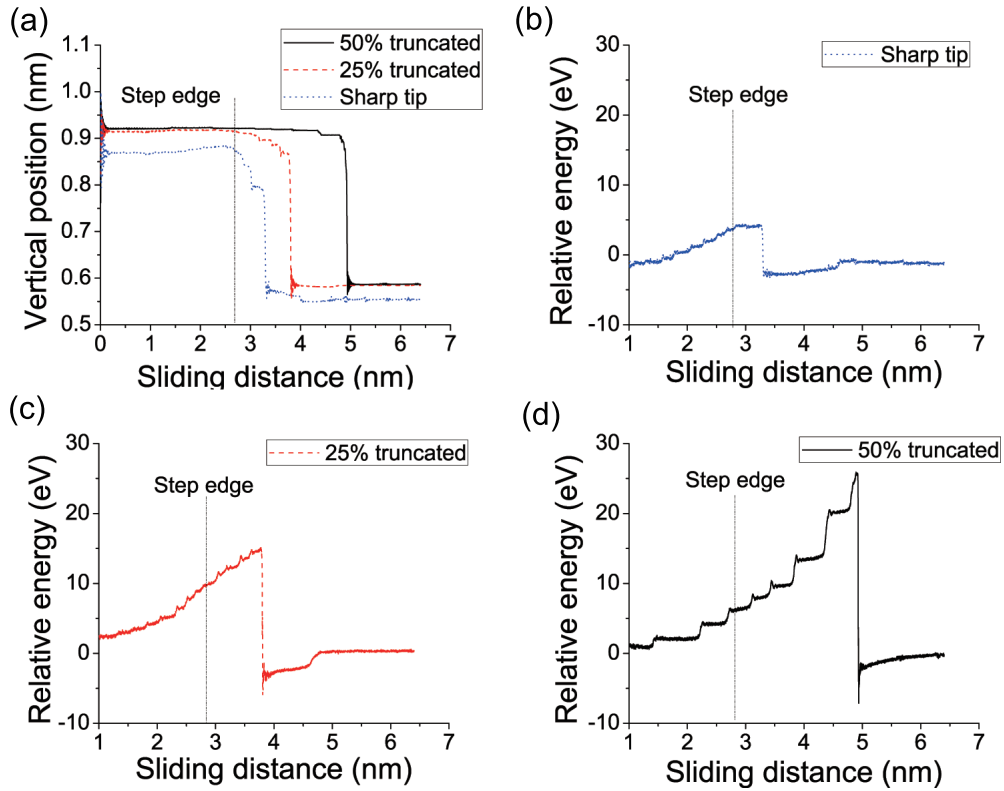 (a)
1.1
1.0
0.9
0.8
0.7
0.6
0.5
Vertical position (nm)
50% truncated
25% truncated
Sharp tip
Step edge
0 1 2 3 4 5 6 7
Sliding distance (nm)
(b)
30
20
10
0
-10
Relative energy (eV)
Sharp tip
Step edge
1 2 3 4 5 6 7
Sliding distance (nm)
(c)
30
20
10
0
-10
Relative energy (eV)
25% truncated
Step edge
1 2 3 4 5 6 7
Sliding distance (nm)
(d)
30
20
10
0
-10
Relative energy (eV)
50% truncated
Step edge
1 2 3 4 5 6 7
Sliding distance (nm)